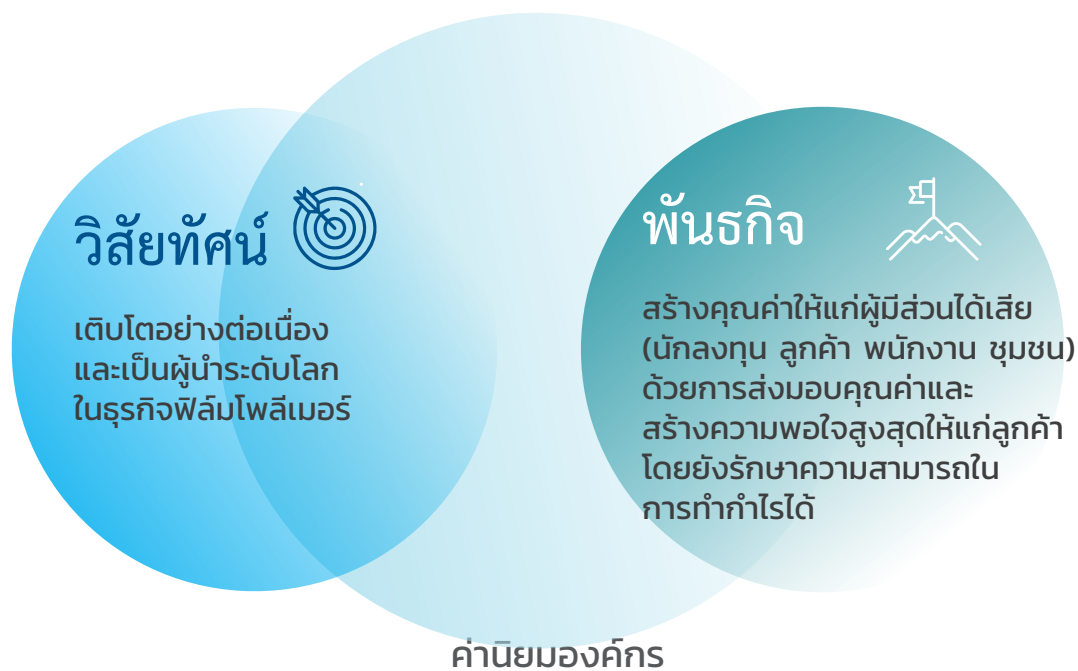 วิสัยทัศน์
เติบโตอย่างต่อเนื่อง
และเป็นผู้นำระดับโลก
ในธุรกิจฟิล์มโพลีเมอร์
พันธกิจ
สร้างคุณค่าให้แก่ผู้มีส่วนได้เสีย
(นักลงทุน ลูกค้า พนักงาน ชุมชน)
ด้วยการส่งมอบคุณค่าและ
สร้างความพอใจสูงสุดให้แก่ลูกค้า
โดยยังรักษาความสามารถใน
การทำกำไรได้
ค่านิยมองค์กร